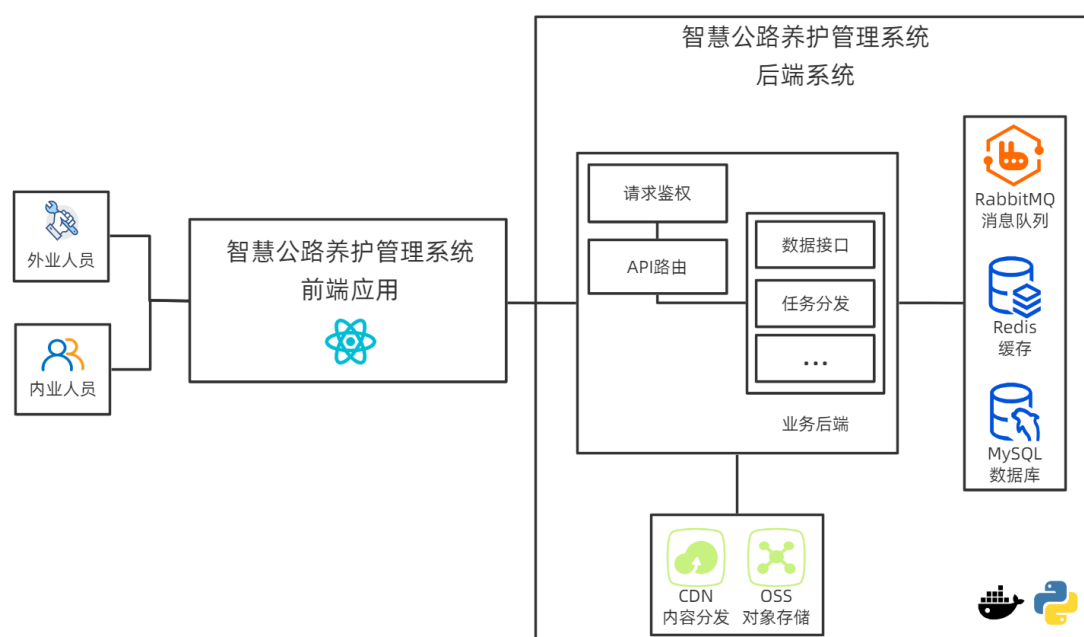 智慧公路养护管理系统
后端系统
外业人员
内业人员
智慧公路养护管理系统
前端应用
请求鉴权
API路由
数据接口
任务分发
...
业务后端
RabbitMQ
消息队列
Redis
缓存
MySQL
数据库
CDN
内容分发
OSS
对象存储